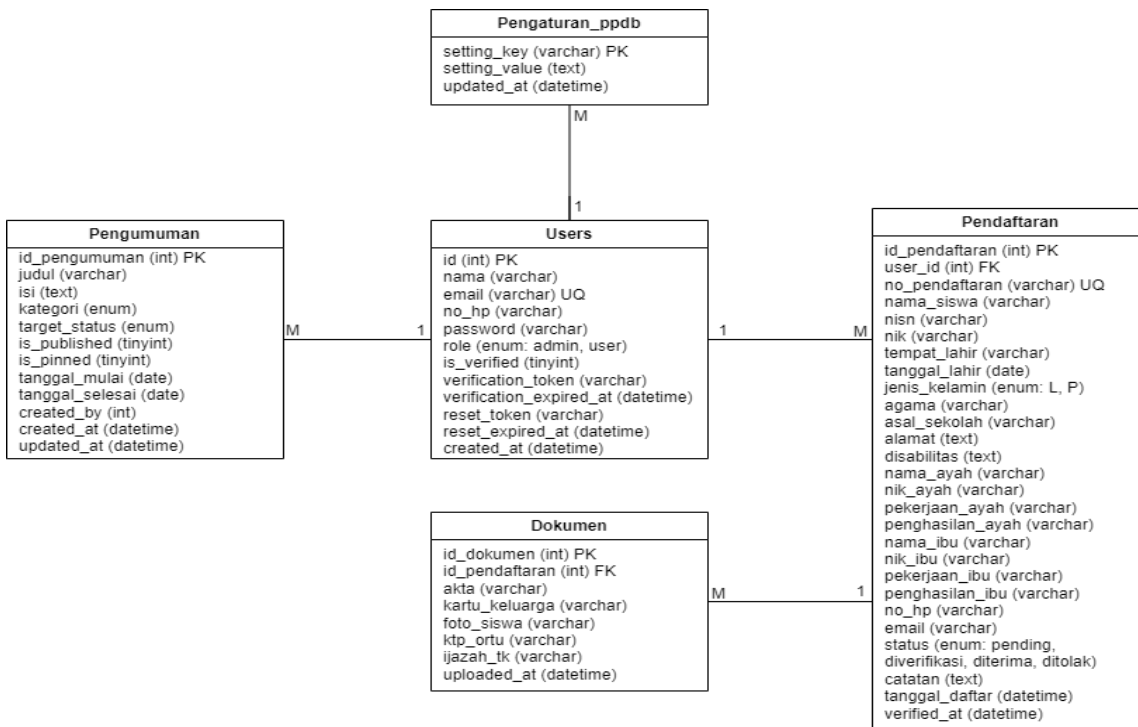 Pengaturan_ppdb
setting_key (varchar) PK
setting_value (text)
updated_at (datetime)
M
1
Pengumuman
id_pengumuman (int) PK
judul (varchar)
isi (text)
kategori (enum)
target_status (enum)
is_published (tinyint)
is_pinned (tinyint)
tanggal_mulai (date)
tanggal_selesai (date)
created_by (int)
created_at (datetime)
updated_at (datetime)
M
1
Users
id (int) PK
nama (varchar)
email (varchar) UQ
no_hp (varchar)
password (varchar)
role (enum: admin, user)
is_verified (tinyint)
verification_token (varchar)
verification_expired_at (datetime)
reset_token (varchar)
reset_expired_at (datetime)
created_at (datetime)
1
M
Pendaftaran
id_pendaftaran (int) PK
user_id (int) FK
no_pendaftaran (varchar) UQ
nama_siswa (varchar)
nisn (varchar)
nik (varchar)
tempat_lahir (varchar)
tanggal_lahir (date)
jenis_kelamin (enum: L, P)
agama (varchar)
asal_sekolah (varchar)
alamat (text)
disabilitas (text)
nama_ayah (varchar)
nik_ayah (varchar)
pekerjaan_ayah (varchar)
penghasilan_ayah (varchar)
nama_ibu (varchar)
nik_ibu (varchar)
pekerjaan_ibu (varchar)
penghasilan_ibu (varchar)
no_hp (varchar)
email (varchar)
status (enum: pending,
diverifikasi, diterima, ditolak)
catatan (text)
tanggal_daftar (datetime)
verified_at (datetime)
Dokumen
id_dokumen (int) PK
id_pendaftaran (int) FK
akta (varchar)
kartu_keluarga (varchar)
foto_siswa (varchar)
ktp_ortu (varchar)
ijazah_tk (varchar)
uploaded_at (datetime)
M
1